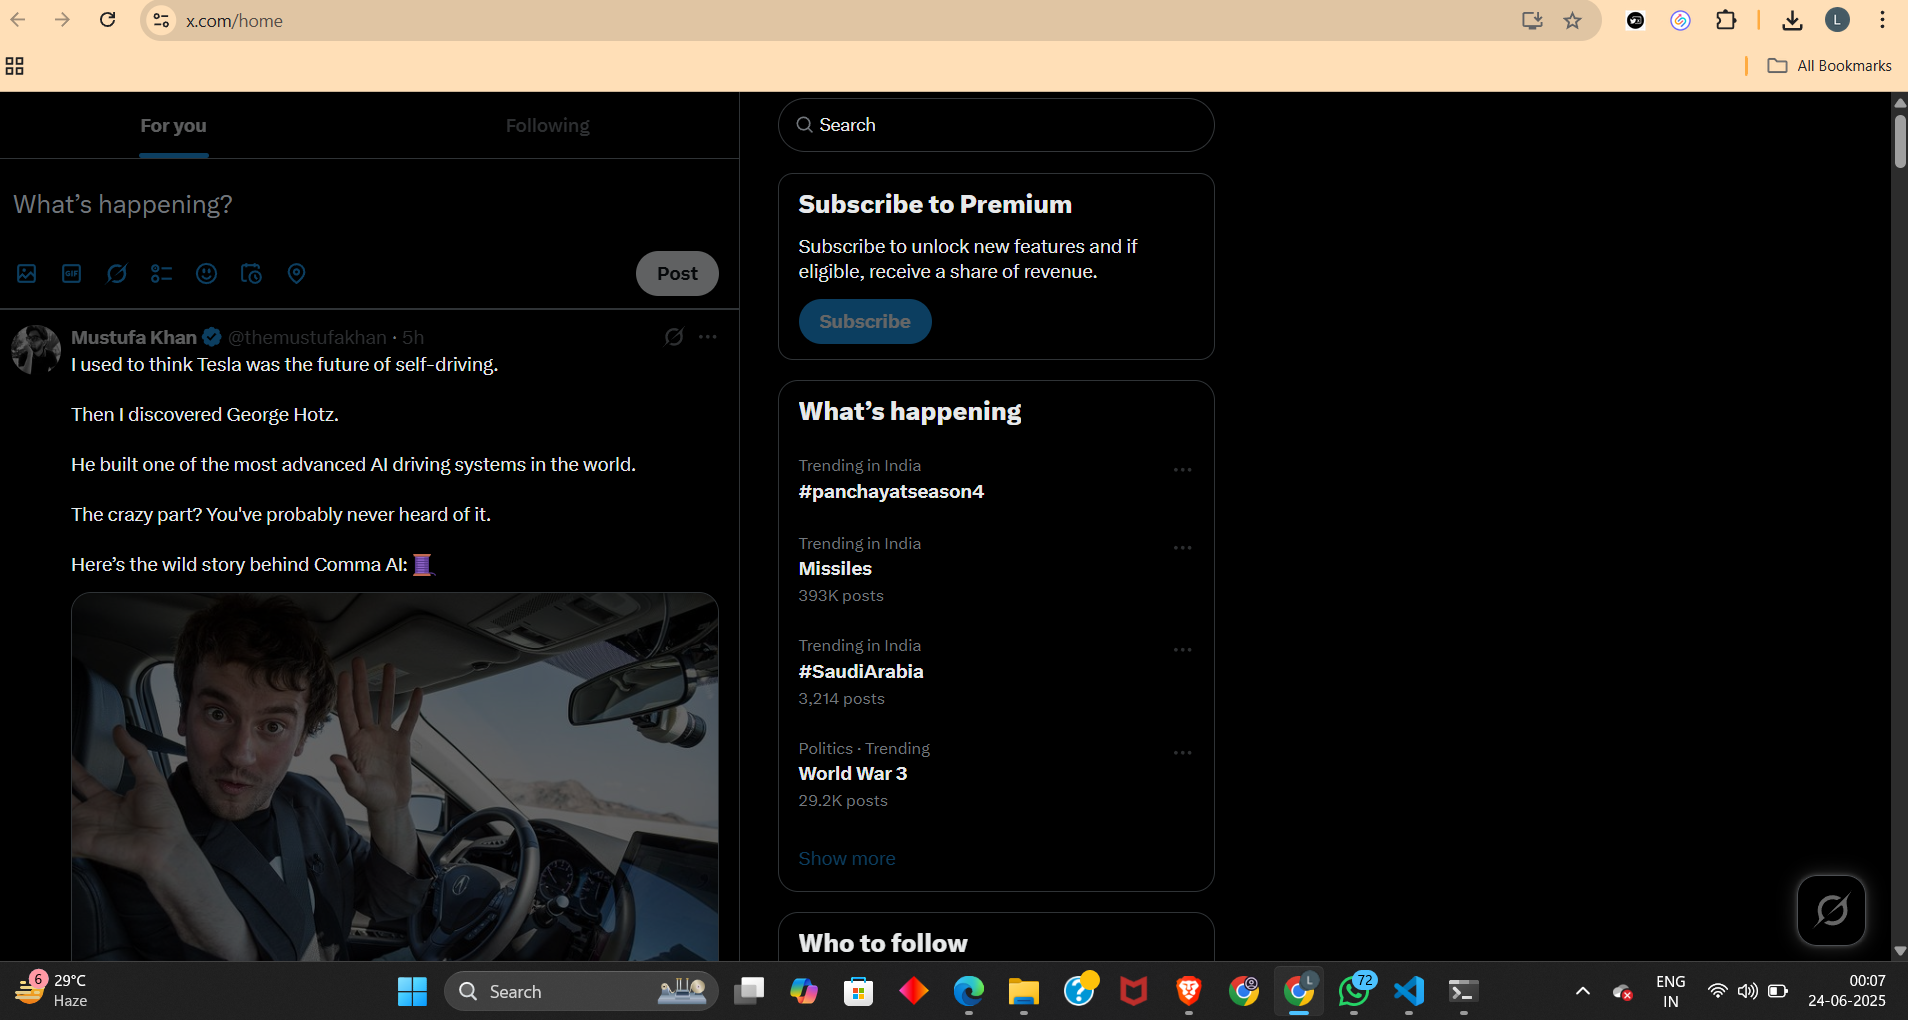 x.com/home
L
All Bookmarks
For you
Following
What's happening?
GIF
Post
Mustufa Khan @themustufakhan · 5h
I used to think Tesla was the future of self-driving.
Then I discovered George Hotz.
He built one of the most advanced AI driving systems in the world.
The crazy part? You've probably never heard of it.
Here's the wild story behind Comma AI:
Search
Subscribe to Premium
Subscribe to unlock new features and if
eligible, receive a share of revenue.
Subscribe
What's happening
Trending in India
#panchayatseason4
Trending in India
Missiles
393K posts
Trending in India
#SaudiArabia
3,214 posts
Politics · Trending
World War 3
29.2K posts
Show more
Who to follow
6
29°C
Haze
Search
L
72
ENG
IN
00:07
24-06-2025